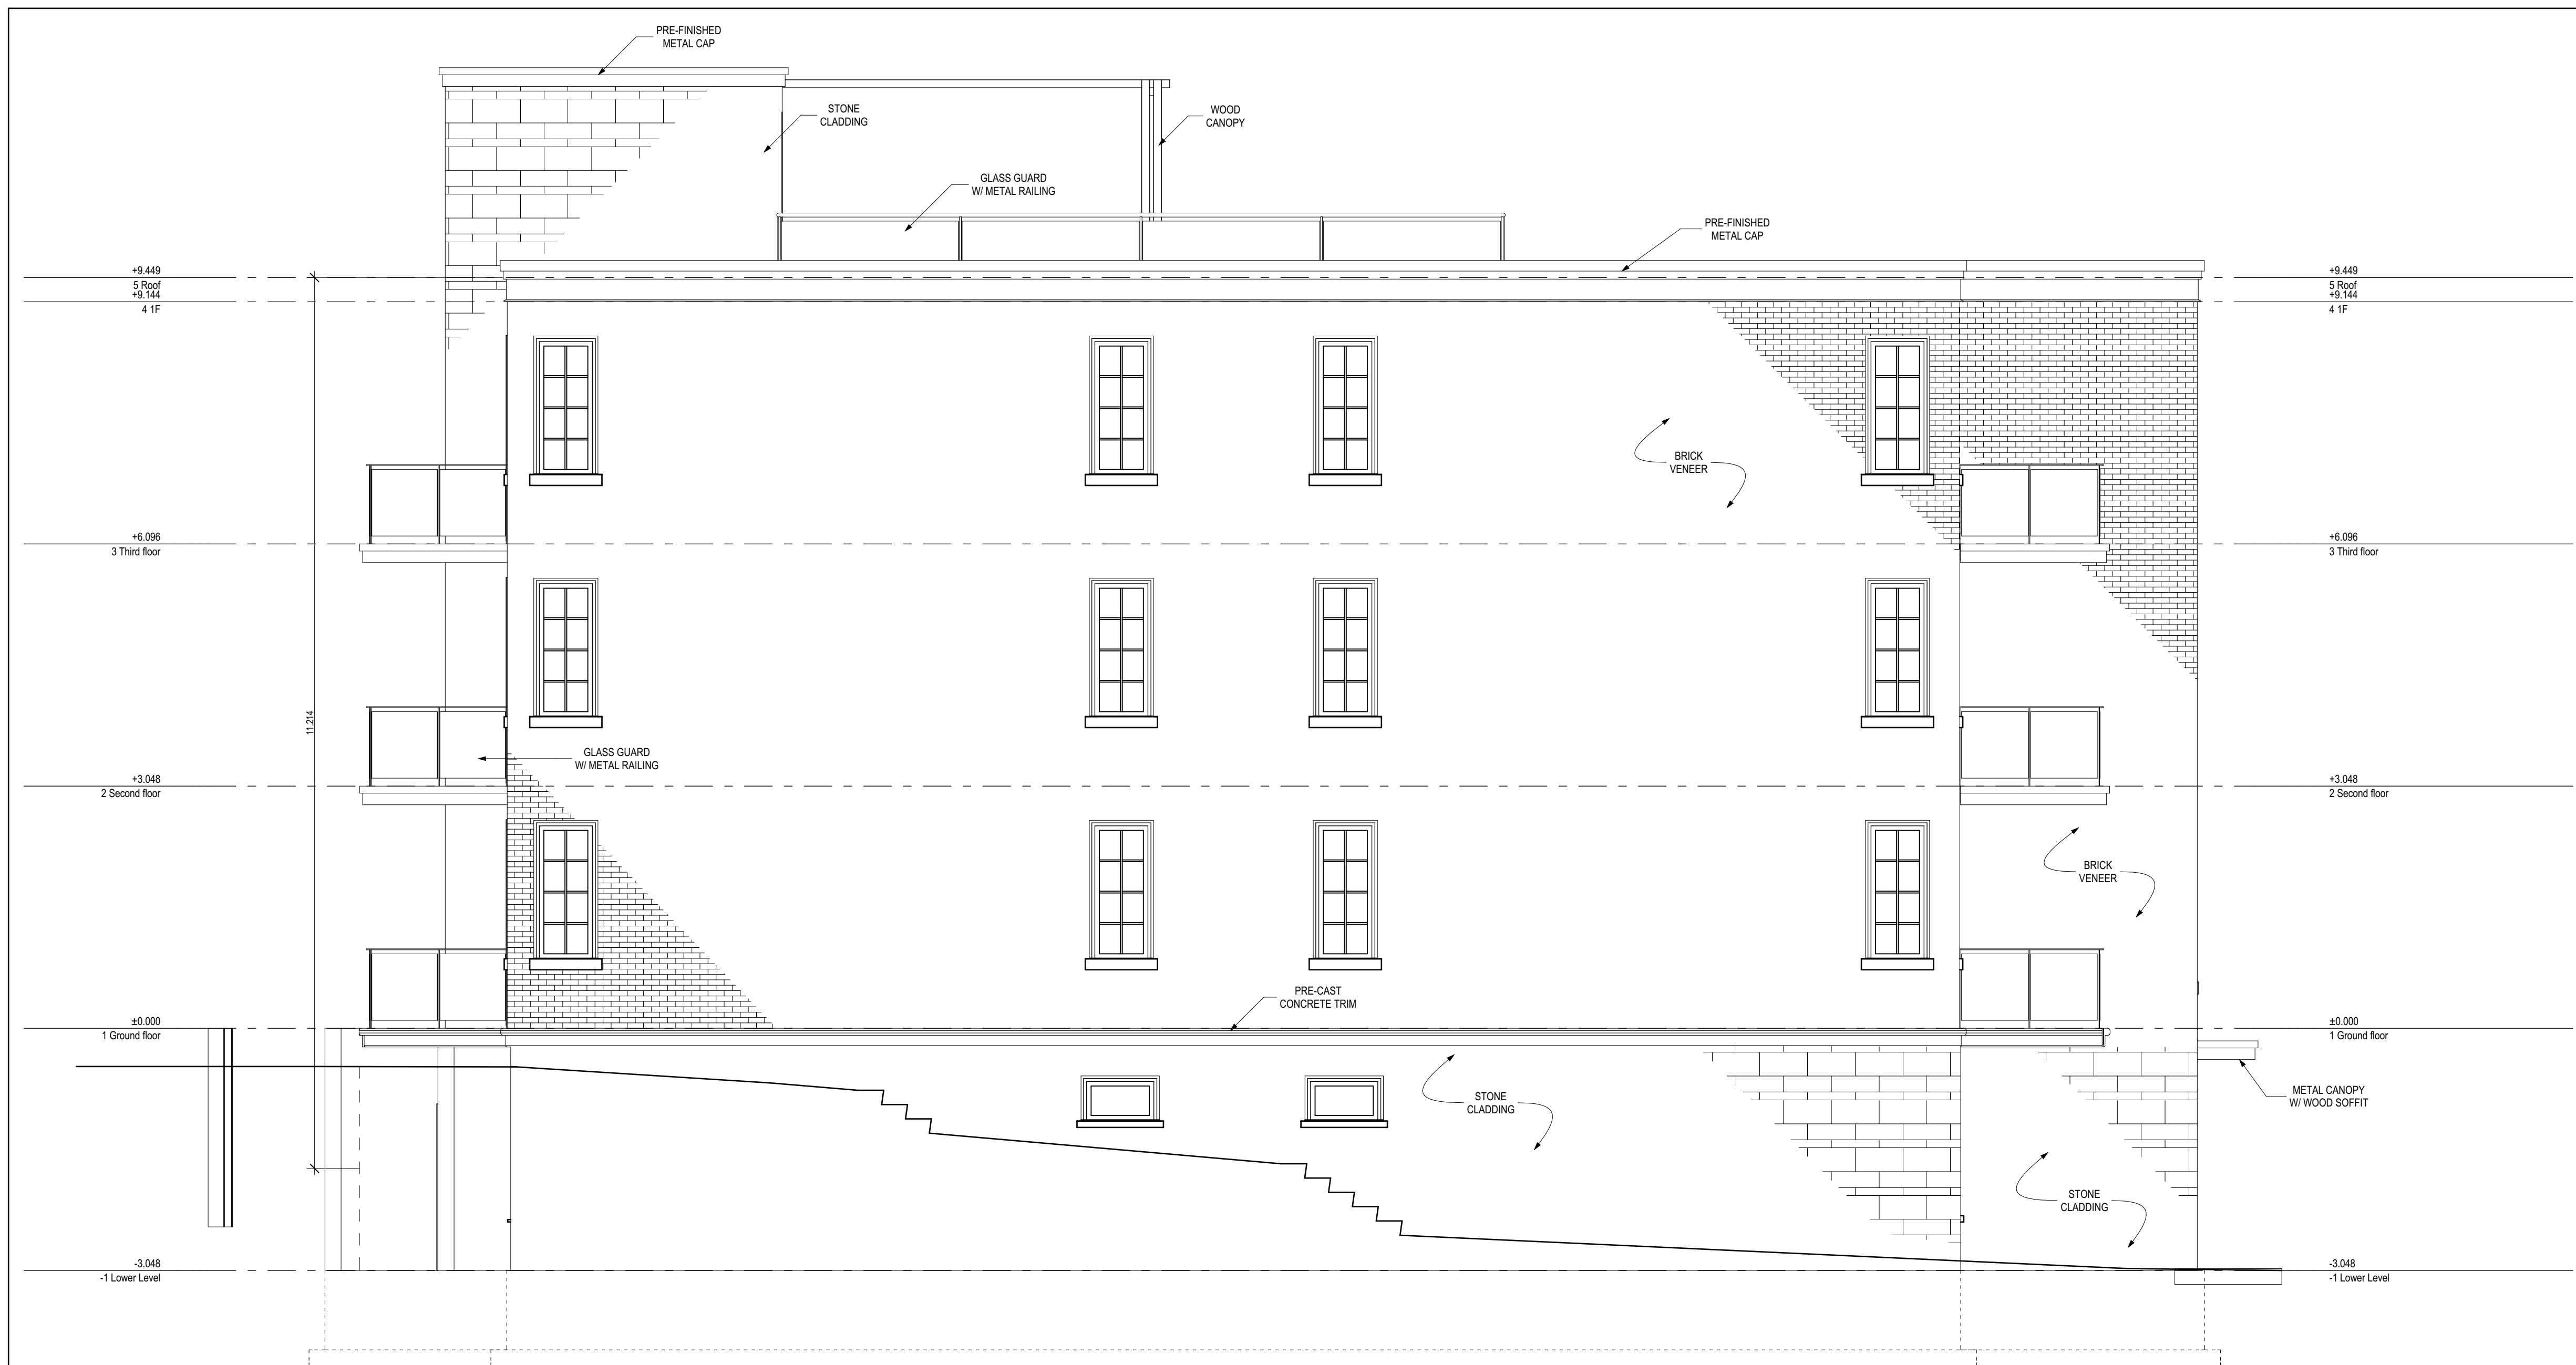 PRE-FINISHED
METAL CAP
STONE
CLADDING
WOOD
CANOPY
GLASS GUARD
W/ METAL RAILING
PRE-FINISHED
METAL CAP
+9.449
5 Roof
+9.144
4 1F
+9.449
5 Roof
+9.144
4 1F
BRICK
VENEER
+6.096
3 Third floor
+6.096
3 Third floor
11.214
GLASS GUARD
W/ METAL RAILING
+3.048
2 Second floor
+3.048
2 Second floor
BRICK
VENEER
PRE-CAST
CONCRETE TRIM
±0.000
1 Ground floor
±0.000
1 Ground floor
STONE
CLADDING
METAL CANOPY
W/ WOOD SOFFIT
STONE
CLADDING
-3.048
-1 Lower Level
-3.048
-1 Lower Level